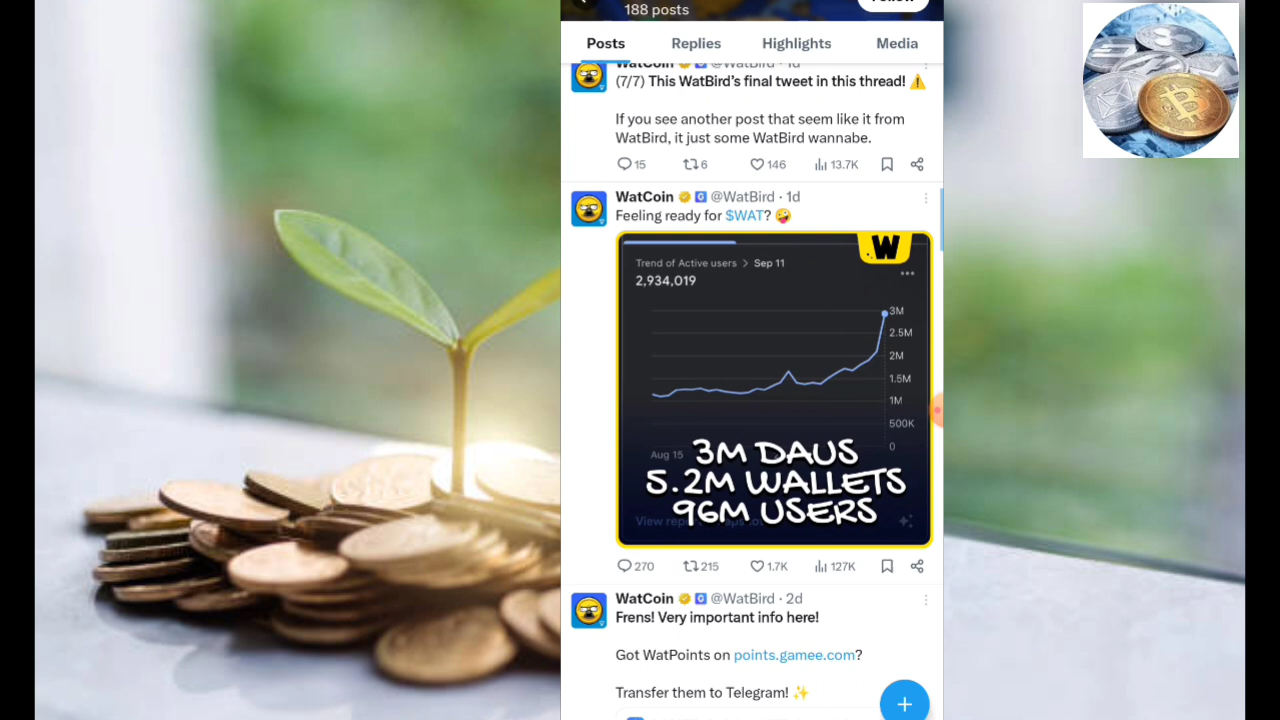 188 posts
Follow
Posts Replies Highlights Media
WatCoin @WatBird · 1d
(7/7) This WatBird's final tweet in this thread! ⚠️
If you see another post that seem like it from
WatBird, it just some WatBird wannabe.
15 6 146 13.7K
WatCoin @WatBird · 1d
Feeling ready for $WAT? 🤪
W
Trend of Active users > Sep 11
2,934,019
3M
2.5M
2M
1.5M
1M
500K
0
Aug 15
3M DAUS
5.2M WALLETS
96M USERS
270 215 1.7K 127K
WatCoin @WatBird · 2d
Frens! Very important info here!
Got WatPoints on points.gamee.com?
Transfer them to Telegram! ✨